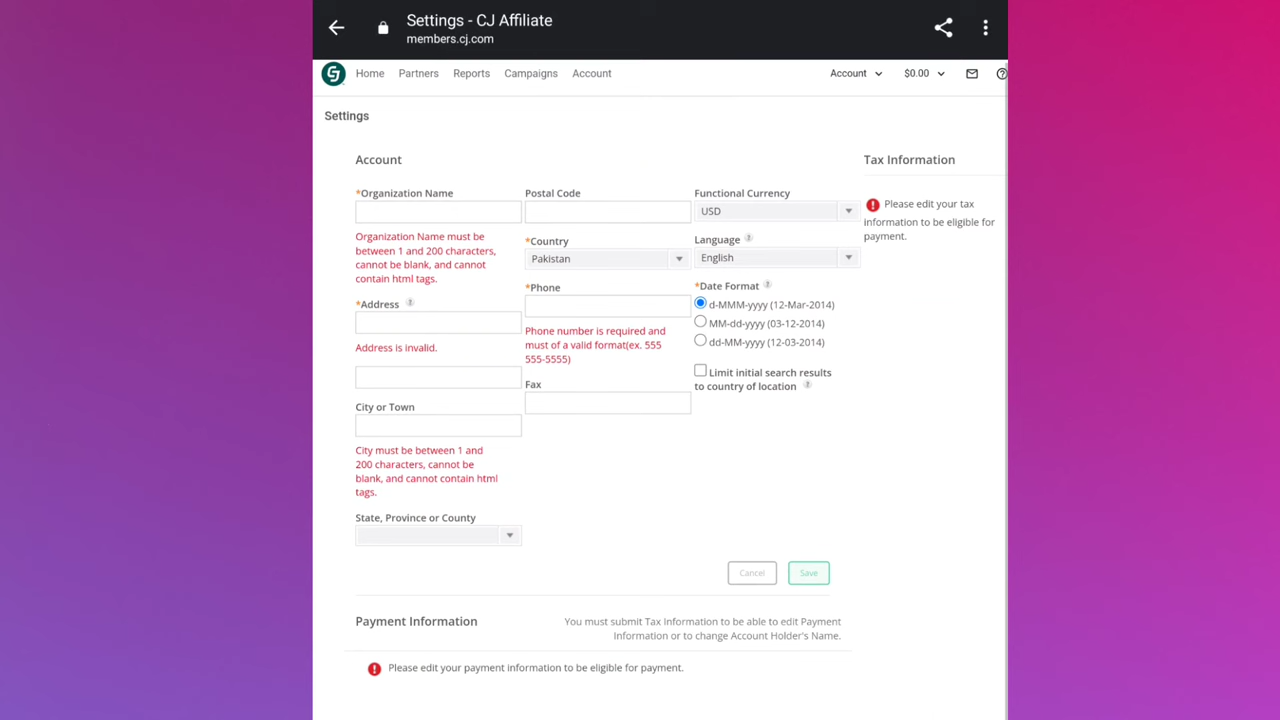 Settings - CJ Affiliate
members.cj.com
CJ Home Partners Reports Campaigns Account Account $0.00
Settings
Account
*Organization Name
Organization Name must be
between 1 and 200 characters,
cannot be blank, and cannot
contain html tags.
*Address ?
Address is invalid.
City or Town
City must be between 1 and
200 characters, cannot be
blank, and cannot contain html
tags.
State, Province or County
Postal Code
*Country
Pakistan
*Phone
Phone number is required and
must of a valid format(ex. 555
555-5555)
Fax
Functional Currency
USD
Language ?
English
*Date Format ?
d-MMM-yyyy (12-Mar-2014)
MM-dd-yyyy (03-12-2014)
dd-MM-yyyy (12-03-2014)
Limit initial search results
to country of location ?
Cancel Save
Tax Information
Please edit your tax
information to be eligible for
payment.
Payment Information
You must submit Tax Information to be able to edit Payment
Information or to change Account Holder's Name.
Please edit your payment information to be eligible for payment.